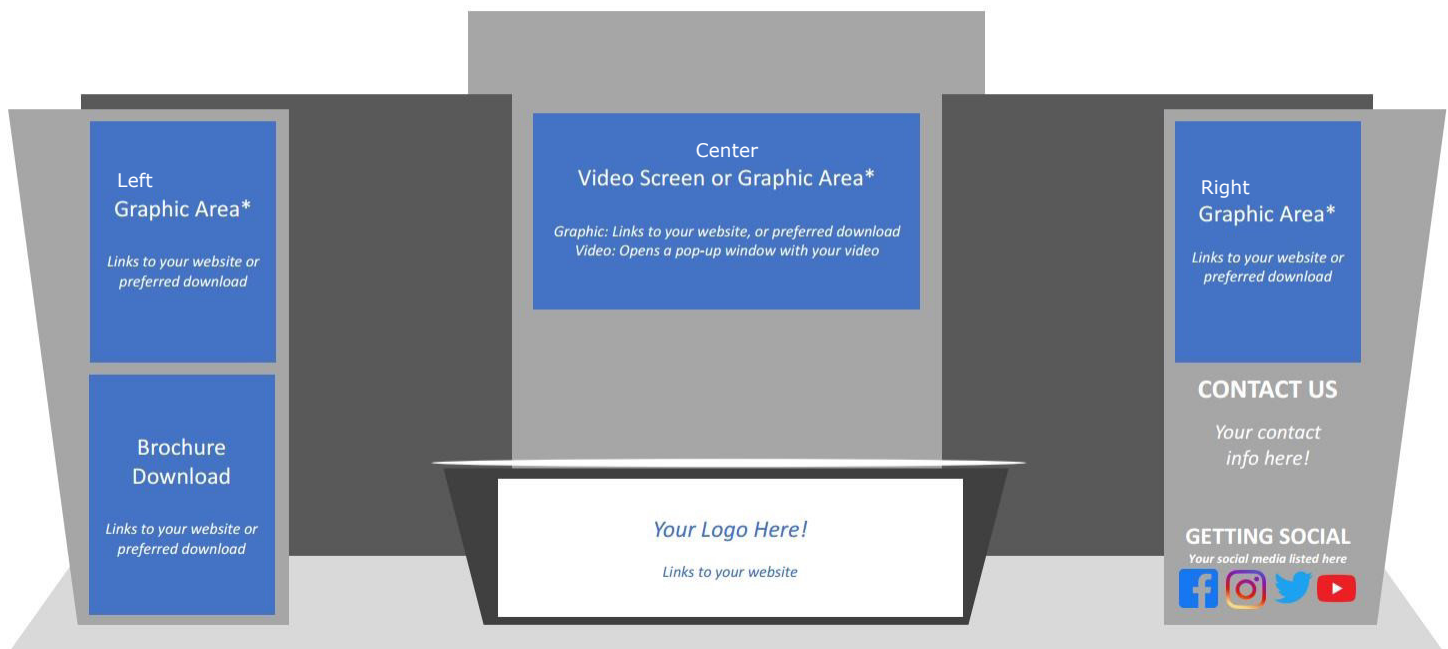 Left
Graphic Area*
Links to your website or
preferred download
Brochure
Download
Links to your website or
preferred download
Center
Video Screen or Graphic Area*
Graphic: Links to your website, or preferred download
Video: Opens a pop-up window with your video
Your Logo Here!
Links to your website
Right
Graphic Area*
Links to your website or
preferred download
CONTACT US
Your contact
info here!
GETTING SOCIAL
Your social media listed here